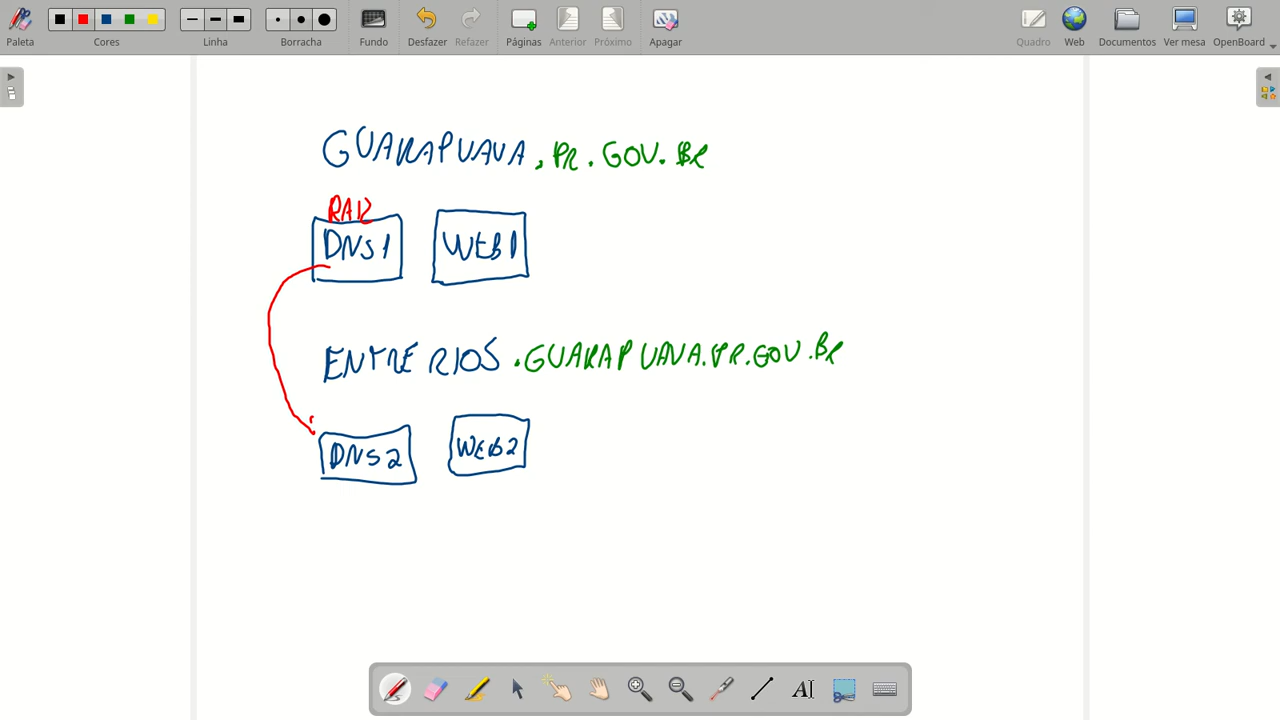 Paleta Cores Linha Borracha Fundo Desfazer Refazer Páginas Anterior Próximo Apagar Quadro Web Documentos Ver mesa OpenBoard
GUARAPUAVA.PR.GOV.BR
DNS1 WEB1
ENTRE RIOS.GUARAPUAVA.PR.GOV.BR
DNS2 WEB2
AI